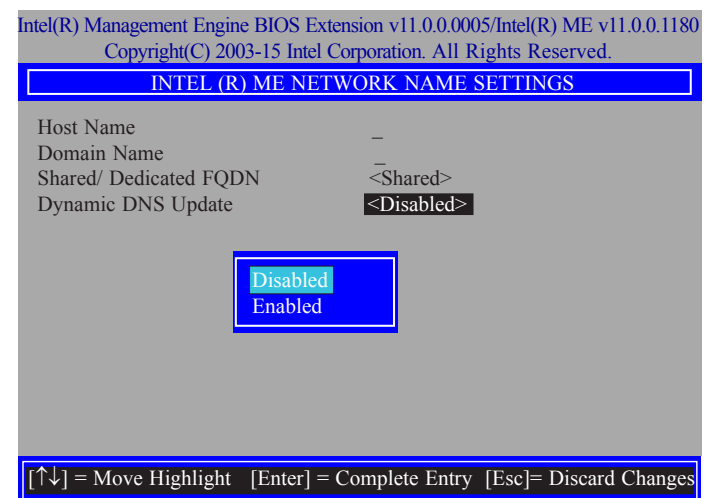 Intel(R) Management Engine BIOS Extension v11.0.0.0005/Intel(R) ME v11.0.0.1180
Copyright(C) 2003-15 Intel Corporation. All Rights Reserved.
INTEL (R) ME NETWORK NAME SETTINGS
Host Name _
Domain Name _
Shared/ Dedicated FQDN <Shared>
Dynamic DNS Update <Disabled>
Disabled
Enabled
[↑↓] = Move Highlight [Enter] = Complete Entry [Esc]= Discard Changes